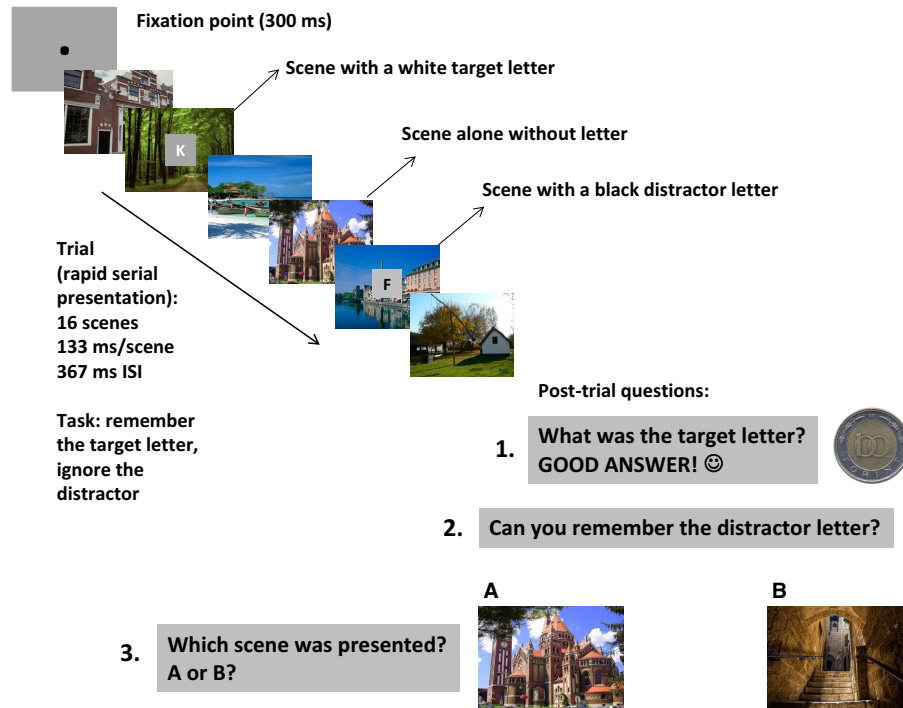 Fixation point (300 ms)
Scene with a white target letter
K
Scene alone without letter
Scene with a black distractor letter
F
Trial
(rapid serial
presentation):
16 scenes
133 ms/scene
367 ms ISI
Task: remember
the target letter,
ignore the
distractor
Post-trial questions:
1.
What was the target letter?
GOOD ANSWER! ☺
100
FORINT
2.
Can you remember the distractor letter?
3.
Which scene was presented?
A or B?
A
B